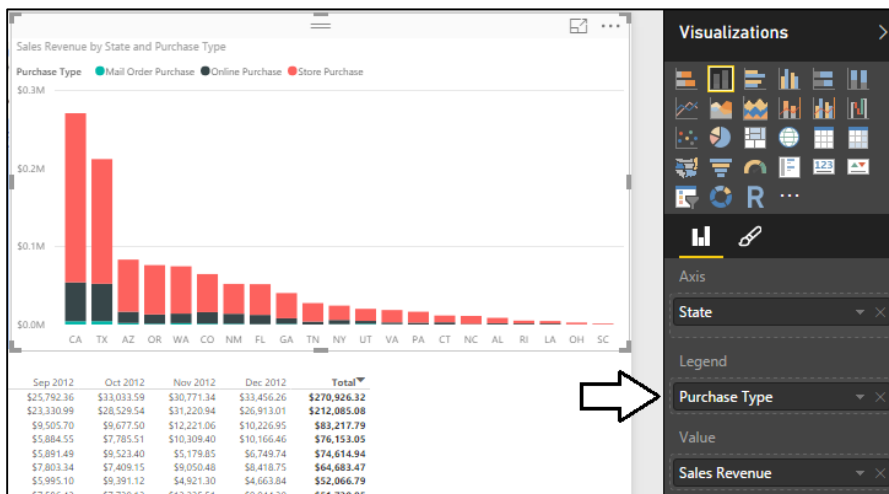 Sales Revenue by State and Purchase Type
Purchase Type Mail Order Purchase Online Purchase Store Purchase
$0.3M
$0.2M
$0.1M
$0.0M
CA TX AZ OR WA CO NM FL GA TN NY UT VA PA CT NC AL RI LA OH SC
Sep 2012 Oct 2012 Nov 2012 Dec 2012 Total
$25,792.36 $33,033.59 $30,771.34 $33,456.26 $270,926.32
$23,330.99 $28,529.54 $31,220.94 $26,913.01 $212,085.08
$9,505.70 $9,677.50 $12,221.06 $10,226.95 $83,217.79
$5,884.55 $7,785.51 $10,309.40 $10,166.46 $76,153.05
$5,891.49 $9,523.40 $5,179.85 $6,749.74 $74,614.94
$7,803.34 $7,409.15 $9,050.48 $8,418.75 $64,683.47
$5,995.10 $9,391.12 $4,921.30 $4,663.84 $52,066.79
Visualizations
123
R
Axis
State
Legend
Purchase Type
Value
Sales Revenue